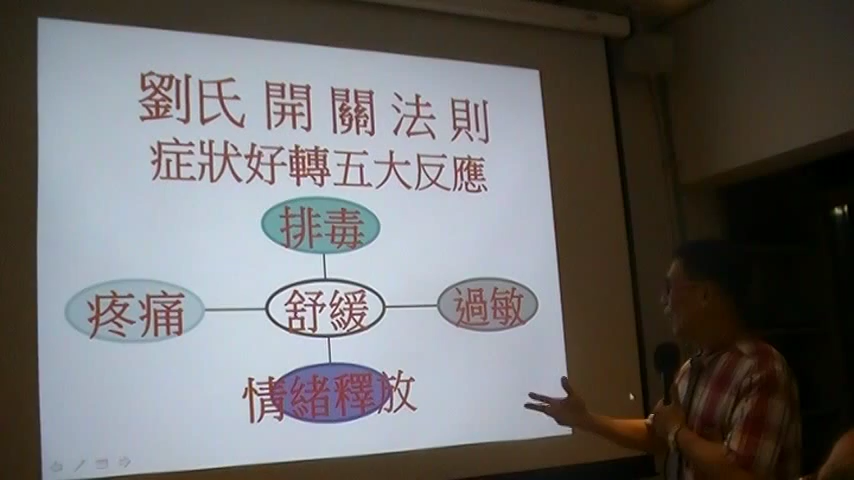 劉氏開關法則
症狀好轉五大反應
排毒
疼痛 舒緩 過敏
情緒釋放